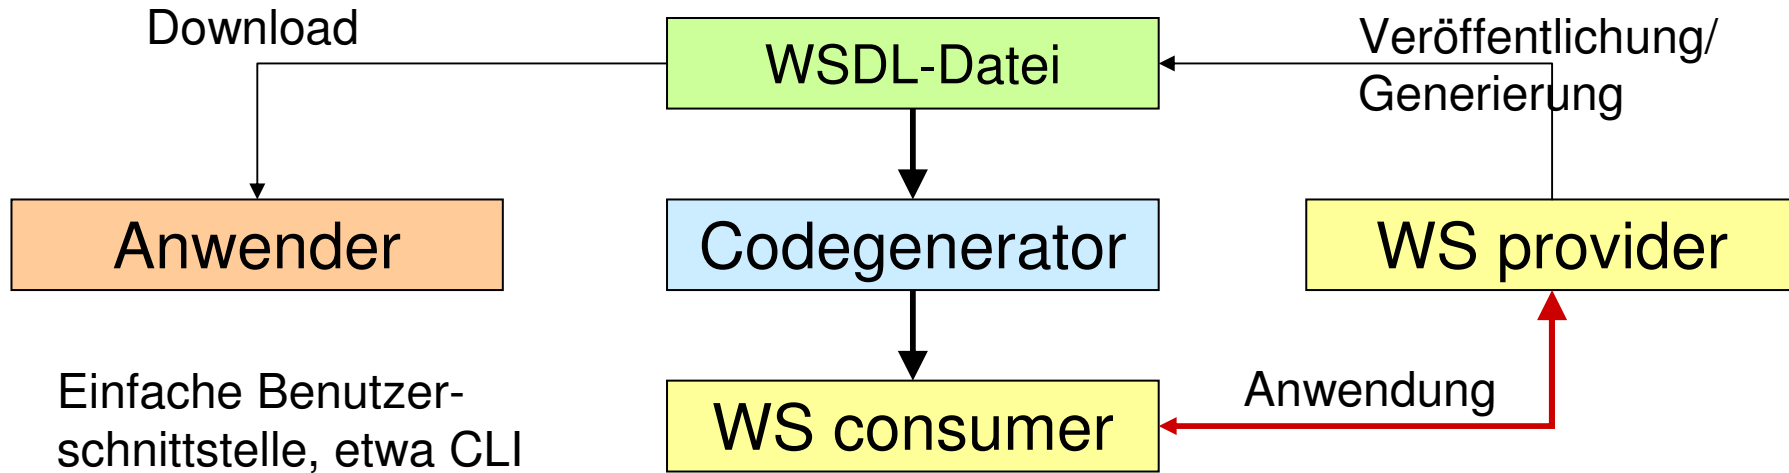 Download
WSDL-Datei
Veröffentlichung/
Generierung
Anwender
Codegenerator
WS provider
Einfache Benutzer-
schnittstelle, etwa CLI
WS consumer
Anwendung